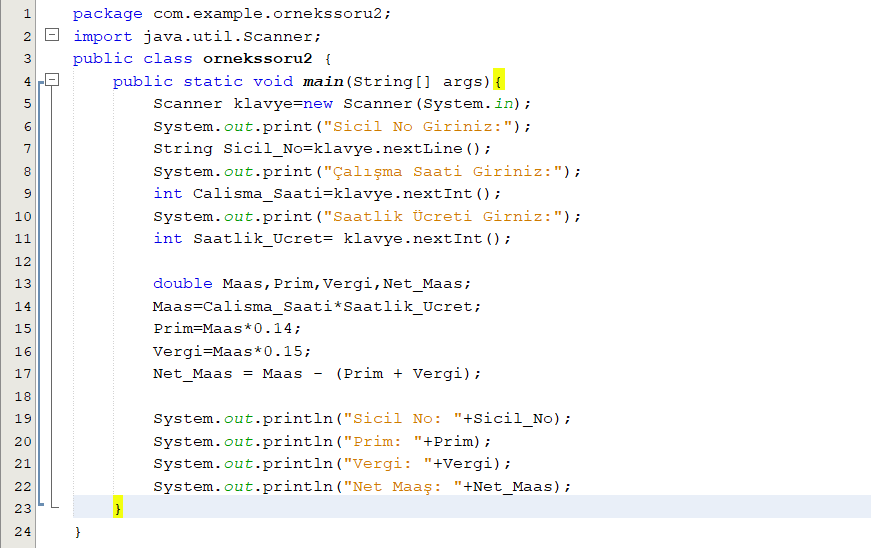 1 package com.example.ornekssoru2;
2 import java.util.Scanner;
3 public class ornekssoru2 {
4 public static void main(String[] args){
5 Scanner klavye=new Scanner(System.in);
6 System.out.print("Sicil No Giriniz:");
7 String Sicil_No=klavye.nextLine();
8 System.out.print("Çalışma Saati Giriniz:");
9 int Calisma_Saati=klavye.nextInt();
10 System.out.print("Saatlik Ücreti Girniz:");
11 int Saatlik_Ucret= klavye.nextInt();
12
13 double Maas,Prim,Vergi,Net_Maas;
14 Maas=Calisma_Saati*Saatlik_Ucret;
15 Prim=Maas*0.14;
16 Vergi=Maas*0.15;
17 Net_Maas = Maas - (Prim + Vergi);
18
19 System.out.println("Sicil No: "+Sicil_No);
20 System.out.println("Prim: "+Prim);
21 System.out.println("Vergi: "+Vergi);
22 System.out.println("Net Maaş: "+Net_Maas);
23 }
24 }